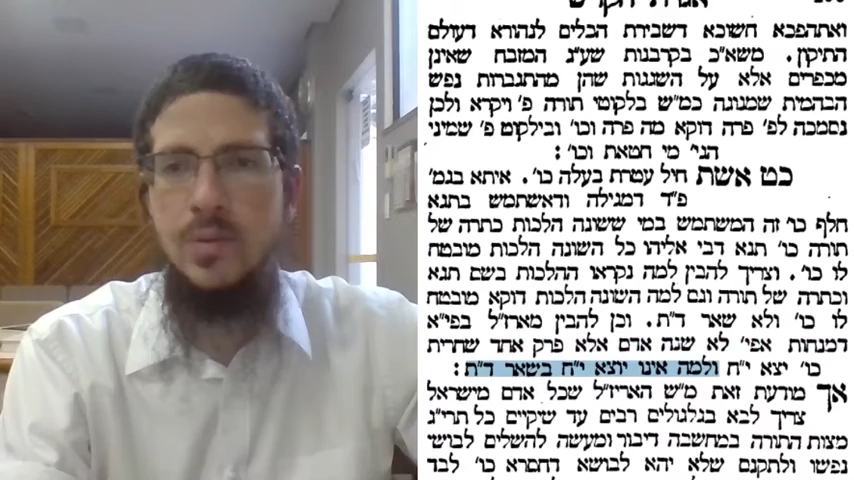 ואתהפכא חשוכא דשבירת הכלים לנהורא דעולם
התיקון. משא״כ בקרבנות שע״ג המזבח שאינן
מכפרים אלא על השגגות שהן מהתגברות נפש
הבהמית שמנוגה כמ״ש בלקוטי תורה פ׳ ויקרא ולכן
נסמכה לפ׳ פרה דוקא מה פרה וכו׳ ובילקוט פ׳ שמיני
הני׳ מי חטאת וכו׳:
כט אשת חיל עטרת בעלה כו׳. איתא בגמ׳
פ״ד דמגילה ודאשתמש בתגא
חלף כו׳ זה המשתמש במי ששונה הלכות כתרה של
תורה כו׳ תנא דבי אליהו כל השונה הלכות מובטח
לו כו׳. וצריך להבין למה נקראו ההלכות בשם תגא
וכתרה של תורה וגם למה השונה הלכות דוקא מובטח
לו כו׳ ולא שאר ד״ת. וכן להבין מארז״ל בפי״א
דמנחות אפי׳ לא שנה אדם אלא פרק אחד שחרית
כו׳ יצא י״ח ולמה אינו יוצא י״ח בשאר ד״ת:
אך מודעת זאת מ״ש האריז״ל שכל אדם מישראל
צריך לבא בגלגולים רבים עד שיקיים כל תרי״ג
מצות התורה במחשבה דיבור ומעשה להשלים לבושי
נפשו ולתקנם שלא יהא לבושא דחסרא כו׳ לבד